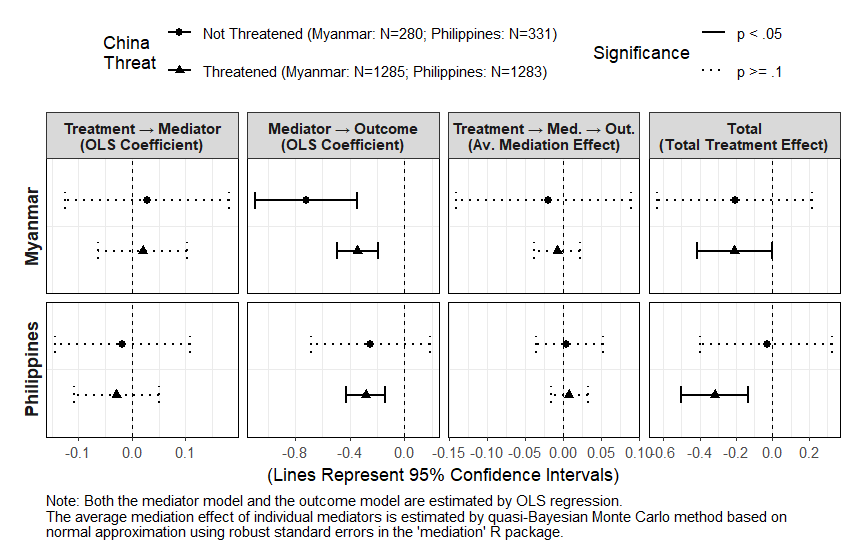 China
Threat
Not Threatened (Myanmar: N=280; Philippines: N=331)
Threatened (Myanmar: N=1285; Philippines: N=1283)
Significance
p < .05
p >= .1
Treatment → Mediator
(OLS Coefficient)
Mediator → Outcome
(OLS Coefficient)
Treatment → Med. → Out.
(Av. Mediation Effect)
Total
(Total Treatment Effect)
Myanmar
Philippines
-0.1 0.0 0.1
-0.8 -0.4 0.0
-0.15 -0.10 -0.05 0.00 0.05 0.10
-0.6 -0.4 -0.2 0.0 0.2
(Lines Represent 95% Confidence Intervals)
Note: Both the mediator model and the outcome model are estimated by OLS regression.
The average mediation effect of individual mediators is estimated by quasi-Bayesian Monte Carlo method based on
normal approximation using robust standard errors in the 'mediation' R package.